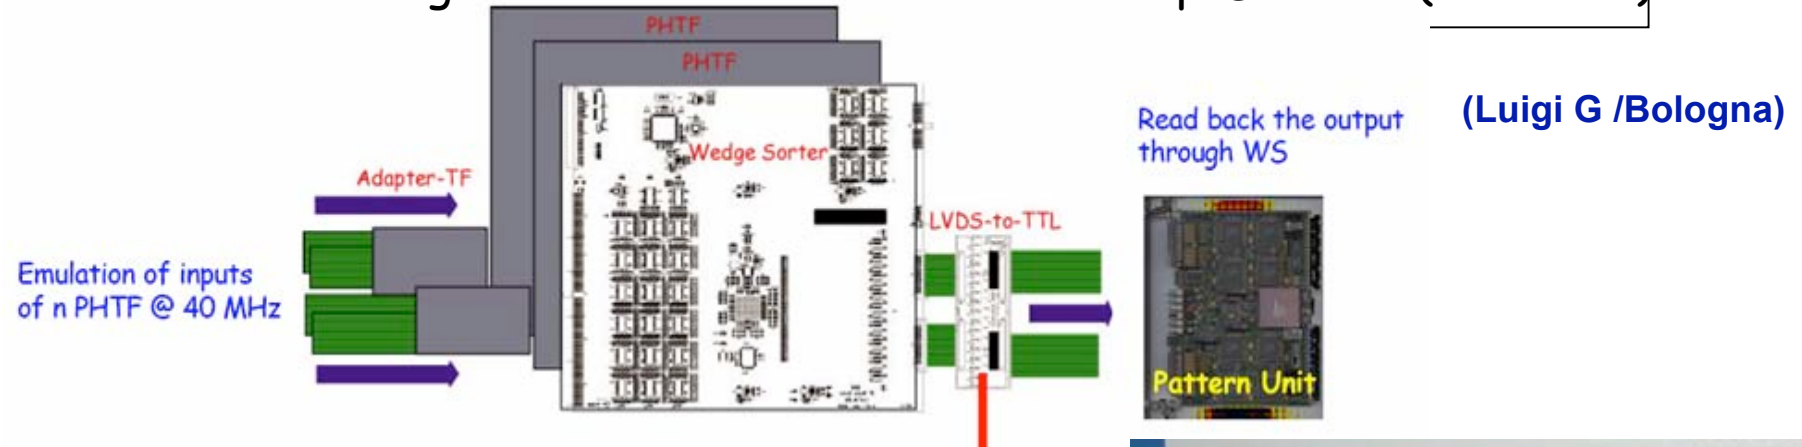 PHTF
PHTF
(Luigi G /Bologna)
Read back the output
through WS
Wedge Sorter
Adapter-TF
LVDS-to-TTL
Emulation of inputs
of n PHTF @ 40 MHz
Pattern Unit